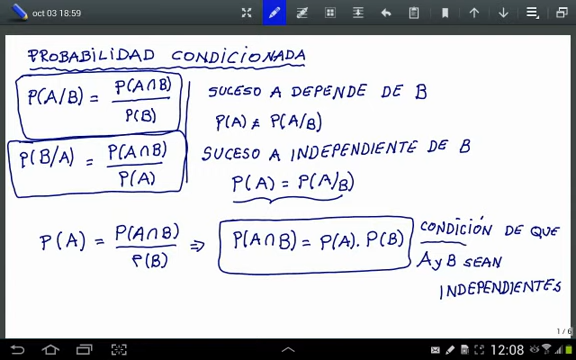 oct 03 18:59
PROBABILIDAD CONDICIONADA
P(A/B) = P(A∩B) / P(B)
SUCESO A DEPENDE DE B
P(A) ≠ P(A/B)
P(B/A) = P(A∩B) / P(A)
SUCESO A INDEPENDIENTE DE B
P(A) = P(A/B)
P(A) = P(A∩B) / P(B) ⇒ P(A∩B) = P(A). P(B)
CONDICIÓN DE QUE
A y B SEAN
INDEPENDIENTES
1 / 6
12:08